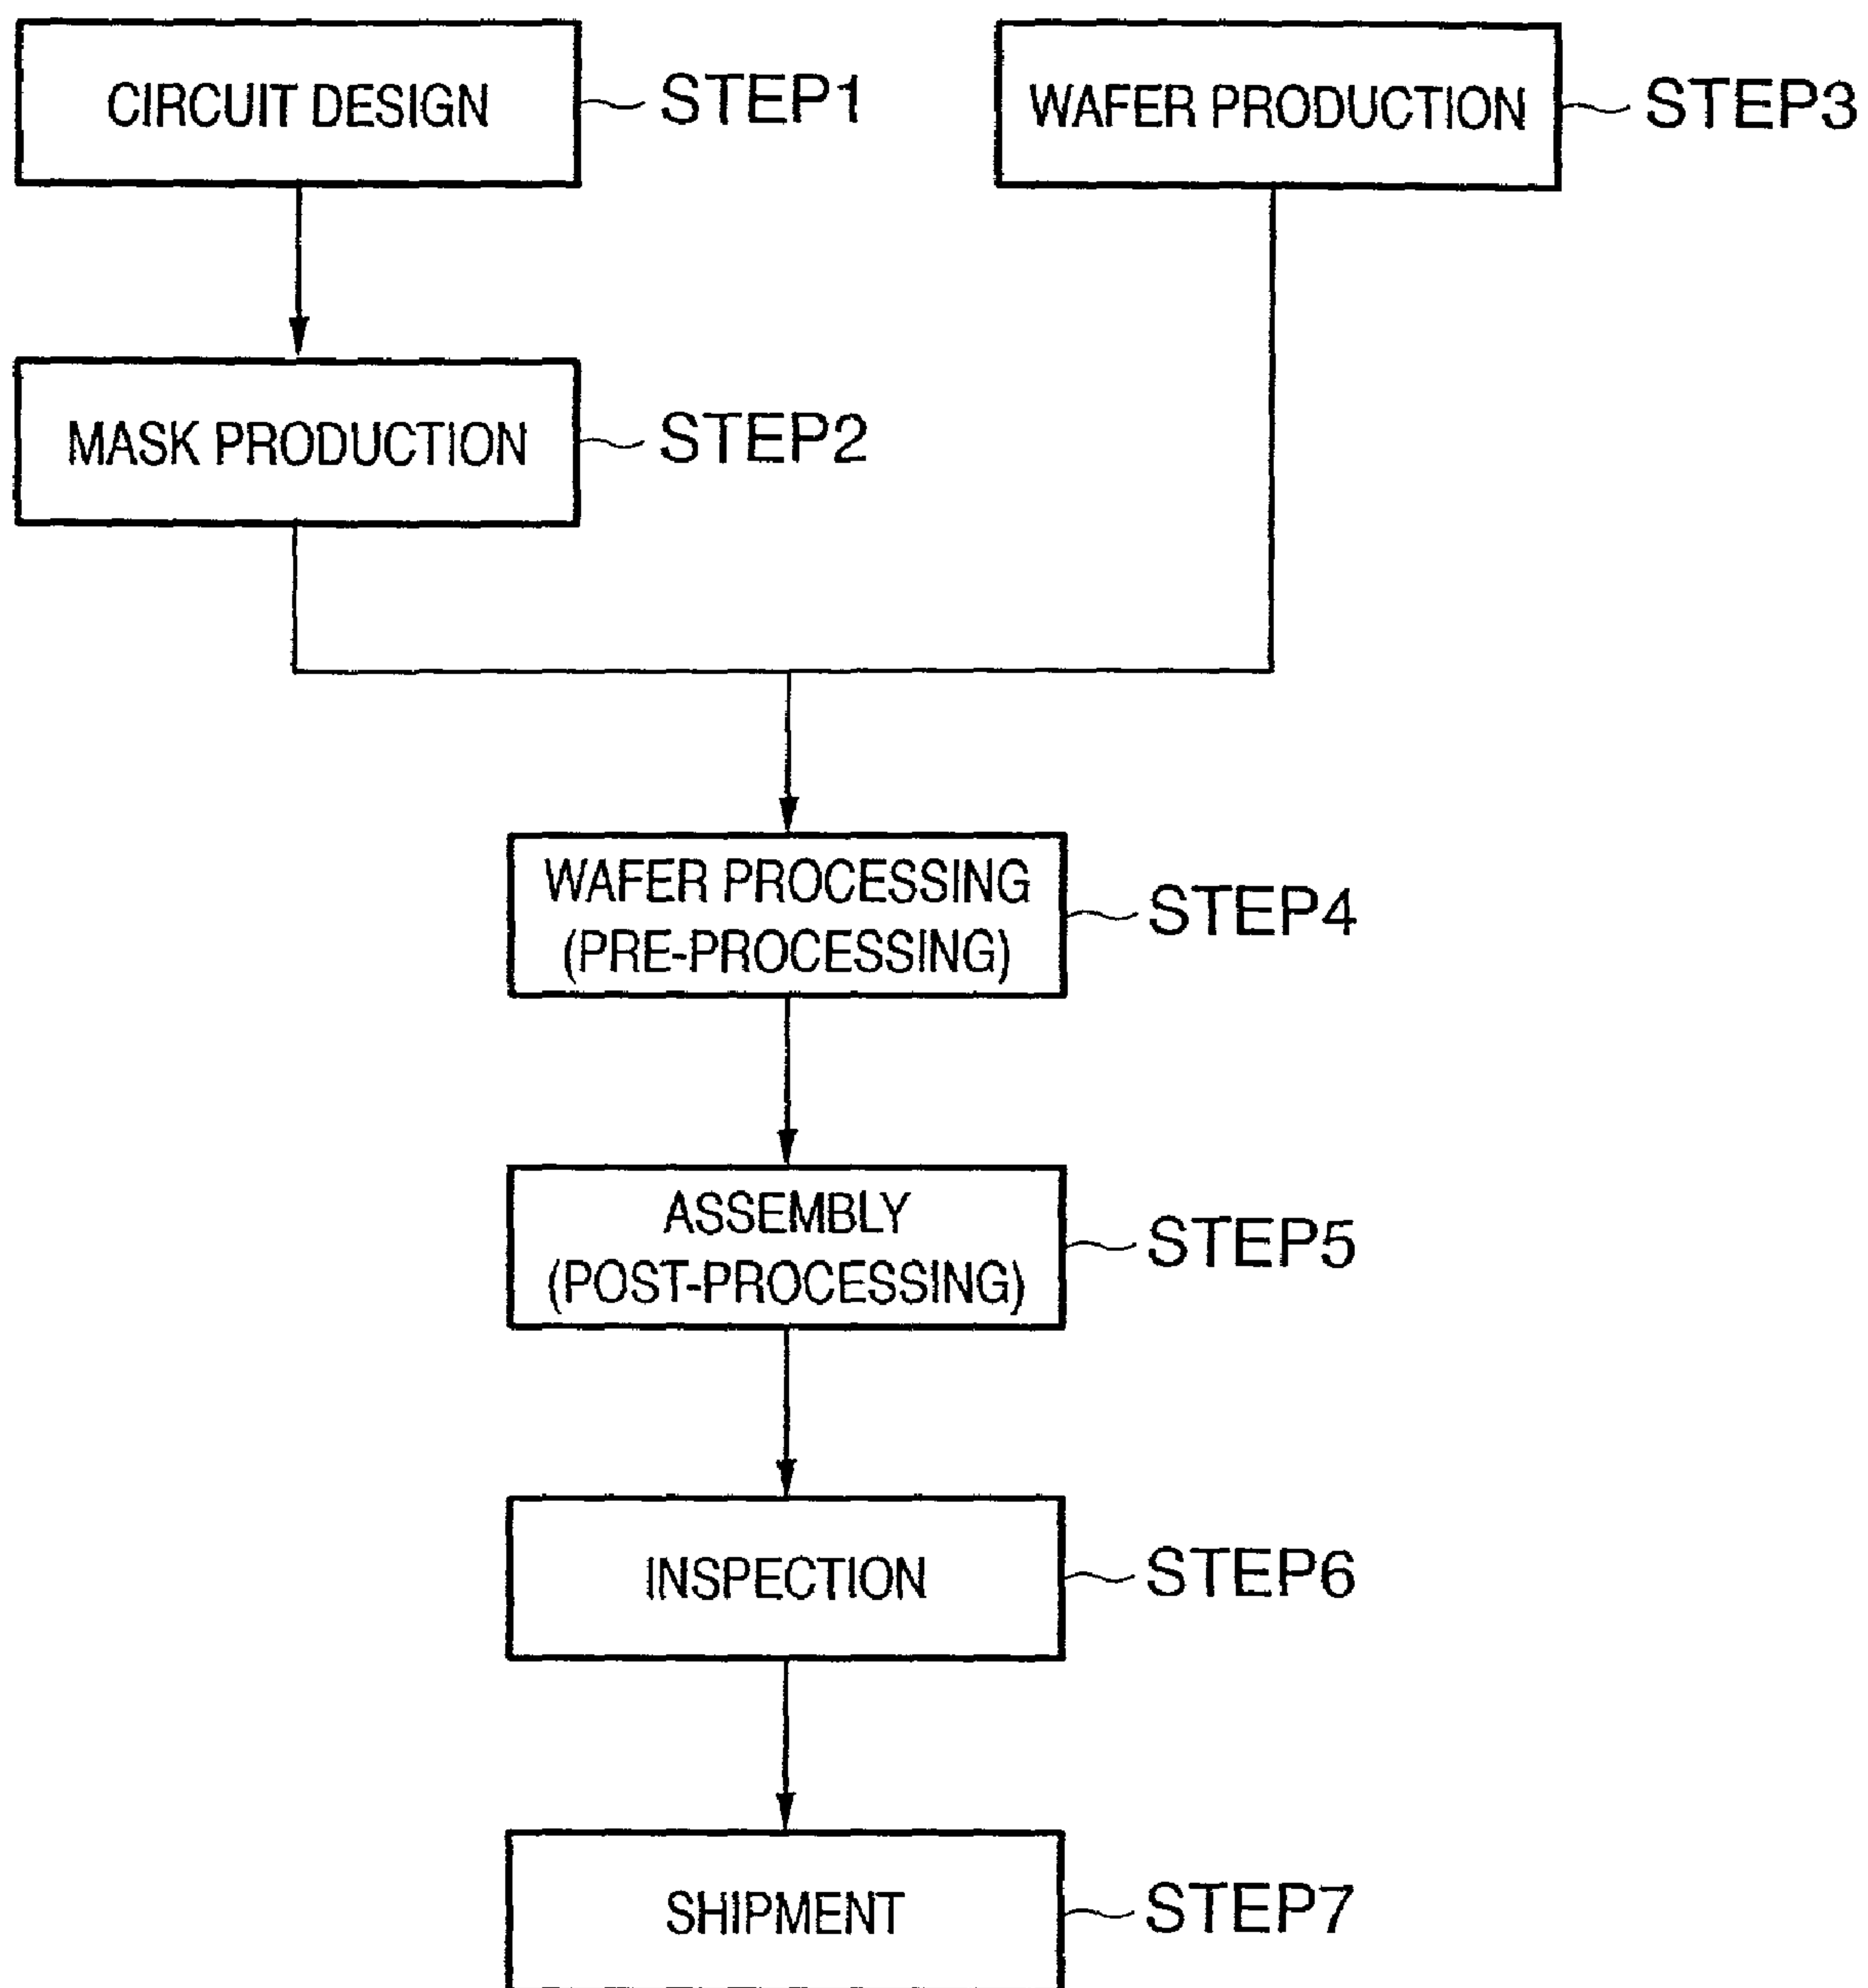 CIRCUIT DESIGN
STEP1
WAFER PRODUCTION
STEP3
MASK PRODUCTION
STEP2
WAFER PROCESSING
(PRE-PROCESSING)
STEP4
ASSEMBLY
(POST-PROCESSING)
STEP5
INSPECTION
STEP6
SHIPMENT
STEP7